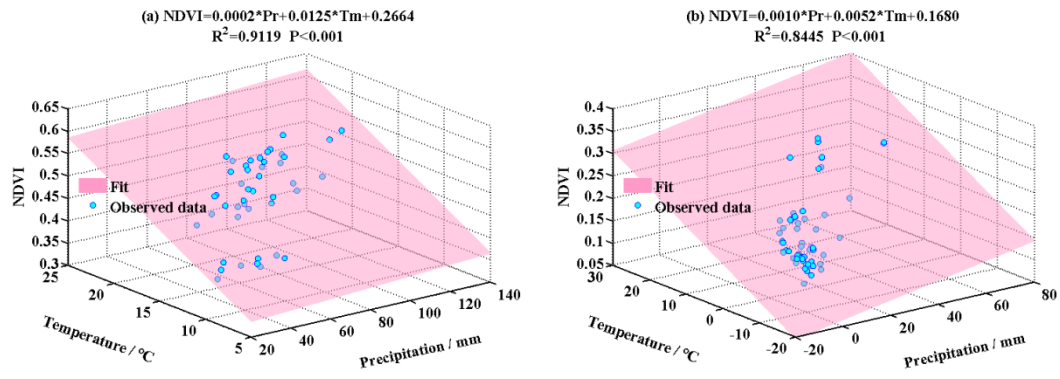 (a) NDVI=0.0002*Pr+0.0125*Tm+0.2664
R²=0.9119 P<0.001
0.65
0.6
0.55
0.5
0.45
0.4
0.35
0.3
NDVI
Fit
Observed data
25
20
15
10
5
Temperature / °C
20
40
60
80
100
120
140
Precipitation / mm
(b) NDVI=0.0010*Pr+0.0052*Tm+0.1680
R²=0.8445 P<0.001
0.4
0.35
0.3
0.25
0.2
0.15
0.1
0.05
NDVI
Fit
Observed data
30
20
10
0
-10
-20
Temperature / °C
-20
0
20
40
60
80
Precipitation / mm